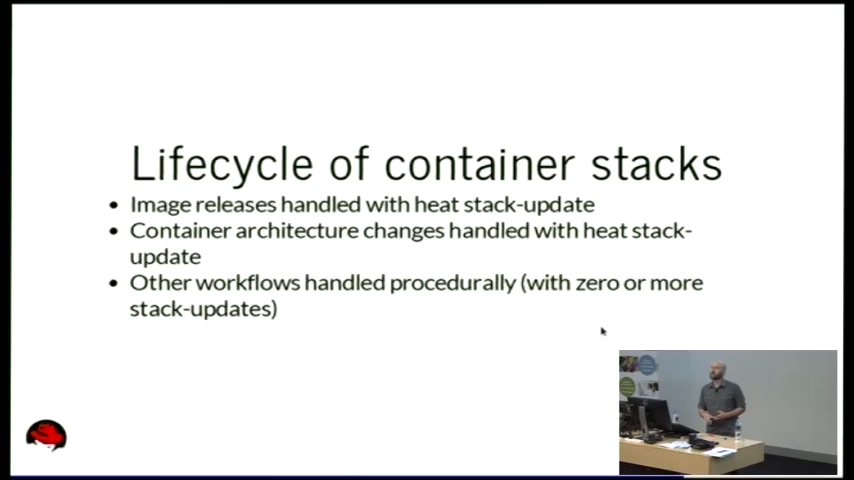 Lifecycle of container stacks
• Image releases handled with heat stack-update
• Container architecture changes handled with heat stack-
update
• Other workflows handled procedurally (with zero or more
stack-updates)